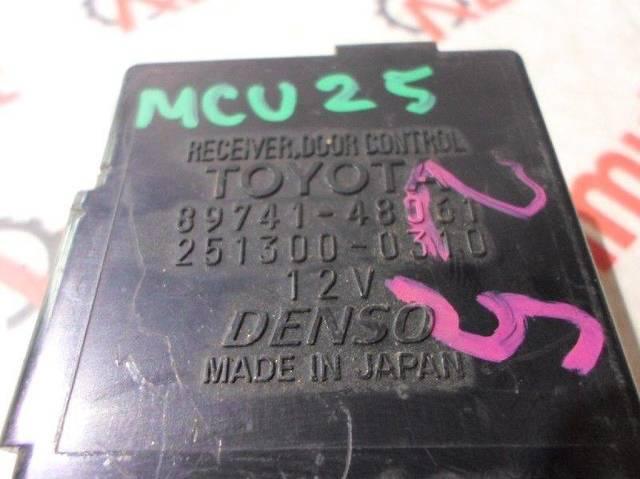 MCU25
RECEIVER,DOOR CONTROL
TOYOTA
89741-48061
251300-0310
12V
DENSO
MADE IN JAPAN